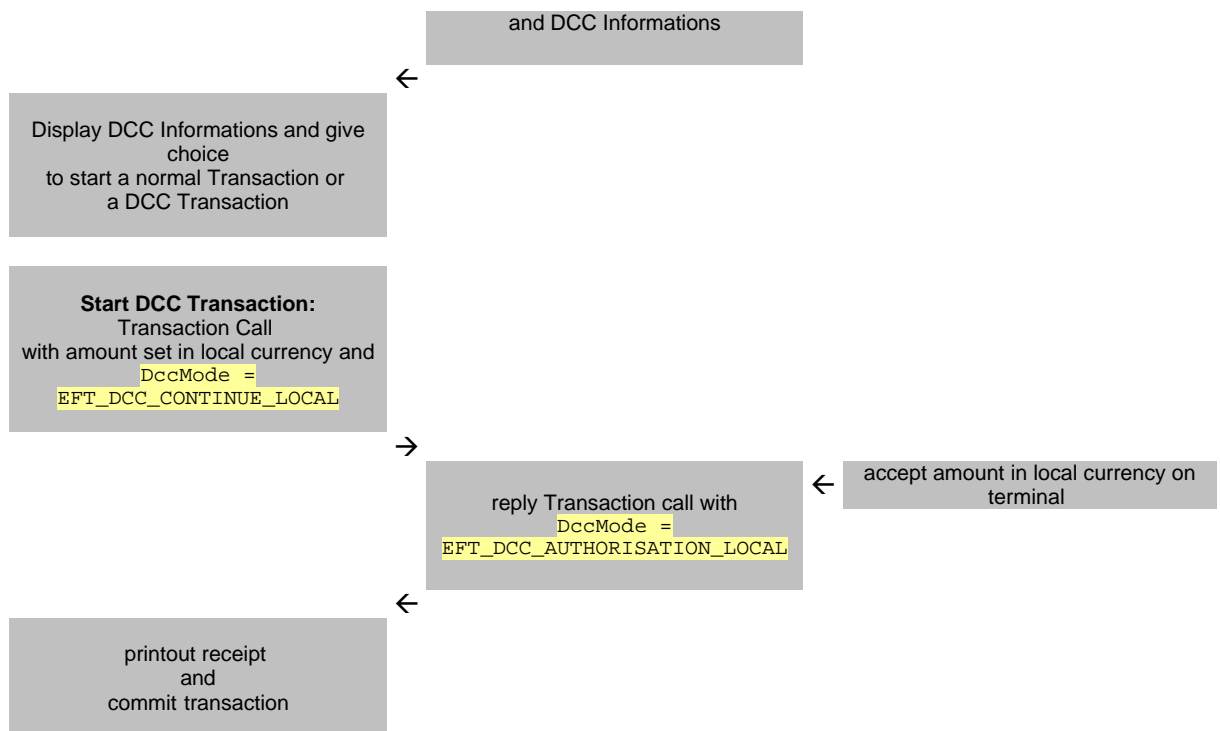 and DCC Informations
←
Display DCC Informations and give
choice
to start a normal Transaction or
a DCC Transaction
Start DCC Transaction:
Transaction Call
with amount set in local currency and
DccMode =
EFT_DCC_CONTINUE_LOCAL
→
reply Transaction call with
DccMode =
EFT_DCC_AUTHORISATION_LOCAL
←
accept amount in local currency on
terminal
←
printout receipt
and
commit transaction